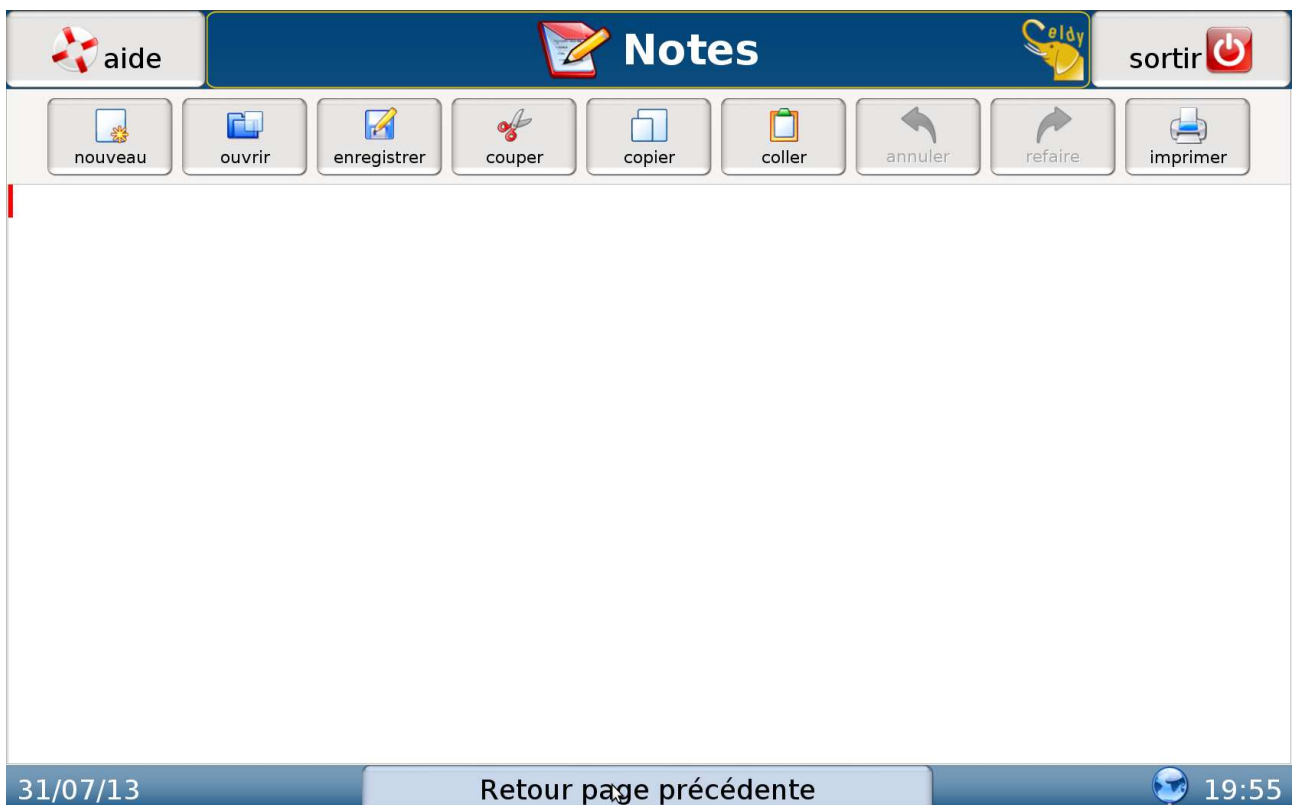 aide
Notes
eldy
sortir
nouveau
ouvrir
enregistrer
couper
copier
coller
annuler
refaire
imprimer
31/07/13
Retour page précédente
19:55